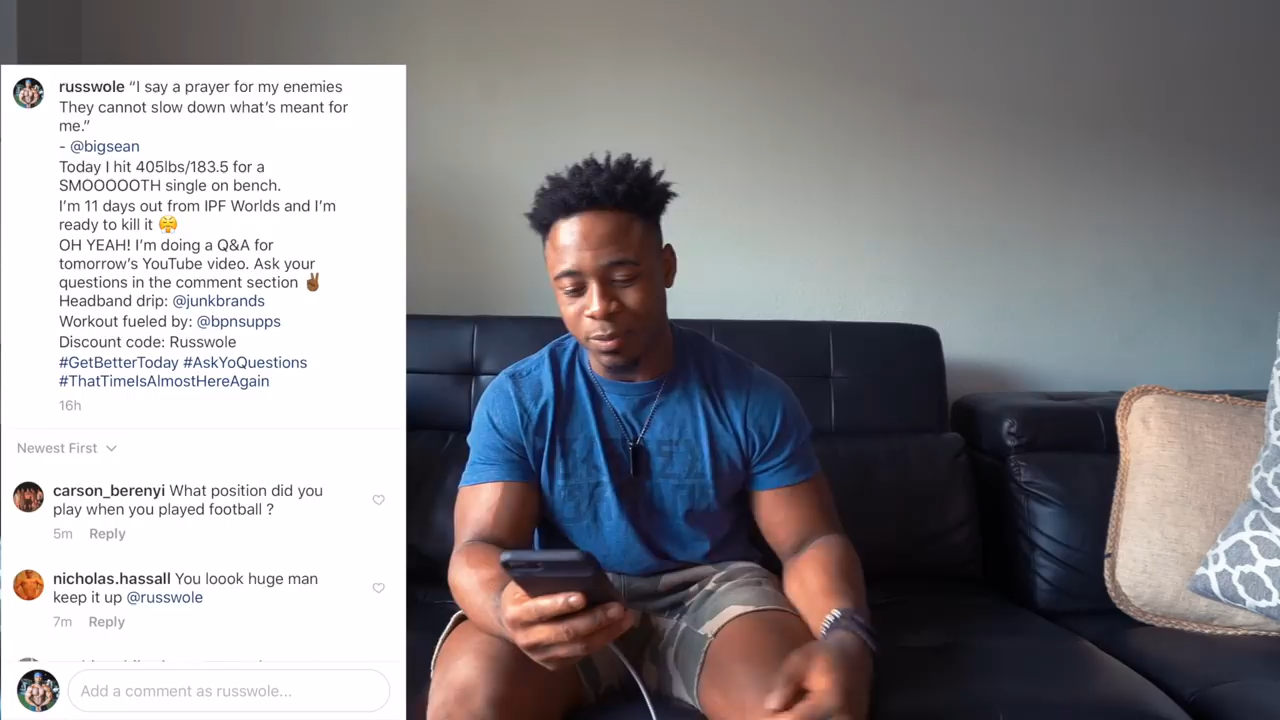 russwole “I say a prayer for my enemies
They cannot slow down what’s meant for
me.”
- @bigsean
Today I hit 405lbs/183.5 for a
SMOOOOOTH single on bench.
I’m 11 days out from IPF Worlds and I’m
ready to kill it 😤
OH YEAH! I’m doing a Q&A for
tomorrow’s YouTube video. Ask your
questions in the comment section ✌🏾
Headband drip: @junkbrands
Workout fueled by: @bpnsupps
Discount code: Russwole
#GetBetterToday #AskYoQuestions
#ThatTimeIsAlmostHereAgain
16h
Newest First
carson_berenyi What position did you
play when you played football ?
5m Reply
nicholas.hassall You loook huge man
keep it up @russwole
7m Reply
Add a comment as russwole...